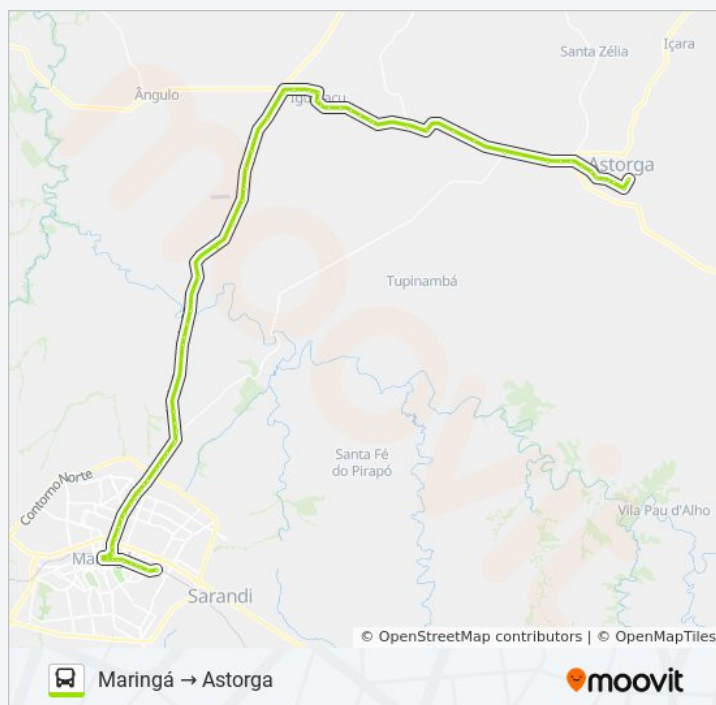 Içara
Santa Zélia
Ângulo
Astorga
Tupinambá
Santa Fé
do Pirapó
Contorno Norte
Vila Pau d'Alho
Sarandi
© OpenStreetMap contributors | © OpenMapTiles
Maringá → Astorga
moovit